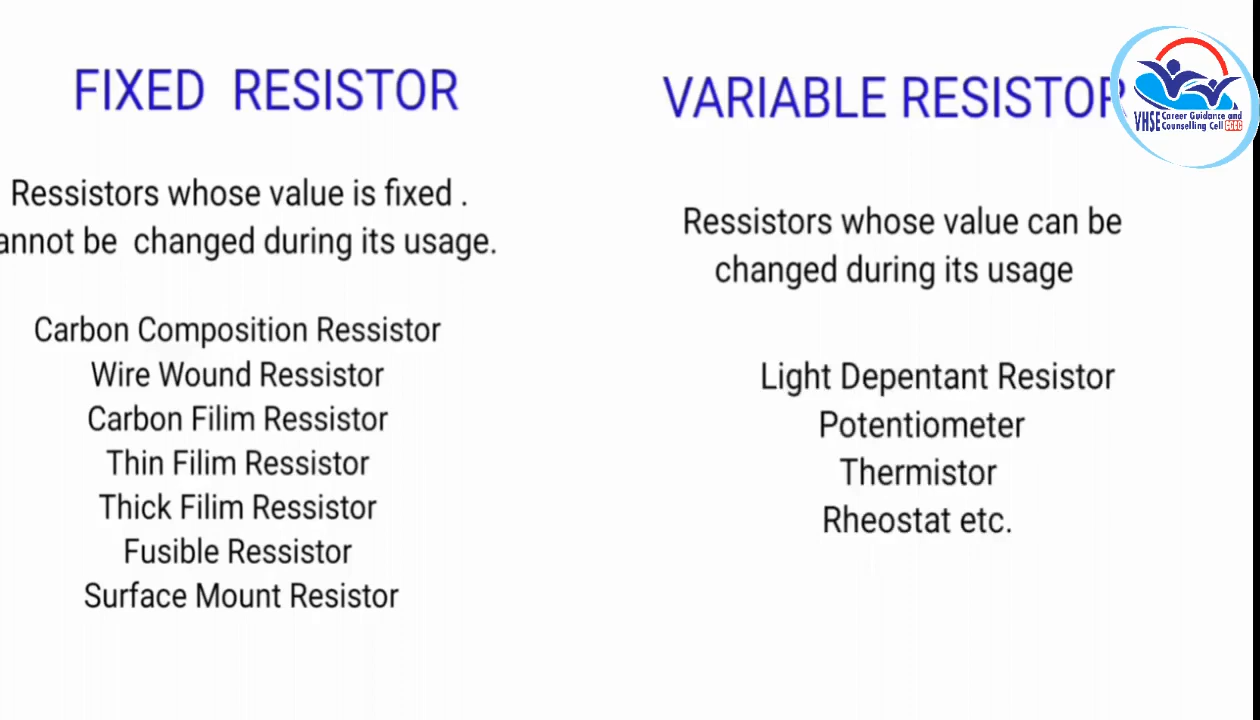 FIXED RESISTOR
Ressistors whose value is fixed .
annot be changed during its usage.
Carbon Composition Ressistor
Wire Wound Ressistor
Carbon Filim Ressistor
Thin Filim Ressistor
Thick Filim Ressistor
Fusible Ressistor
Surface Mount Resistor
VARIABLE RESISTOR
Ressistors whose value can be
changed during its usage
Light Depentant Resistor
Potentiometer
Thermistor
Rheostat etc.
VHSE Career Guidance and
Counselling Cell CGCC